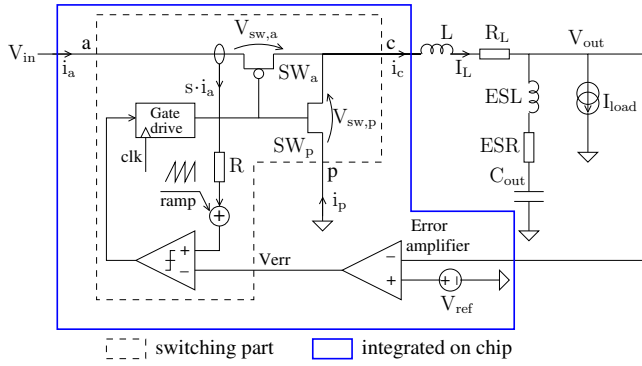 V_in
i_a
a
V_sw,a
SW_a
c
i_c
L
I_L
R_L
V_out
s·i_a
Gate
drive
clk
V_sw,p
SW_p
ESL
I_load
R
p
i_p
ESR
C_out
ramp
+
+
−
Verr
Error
amplifier
−
+
V_ref
switching part
integrated on chip